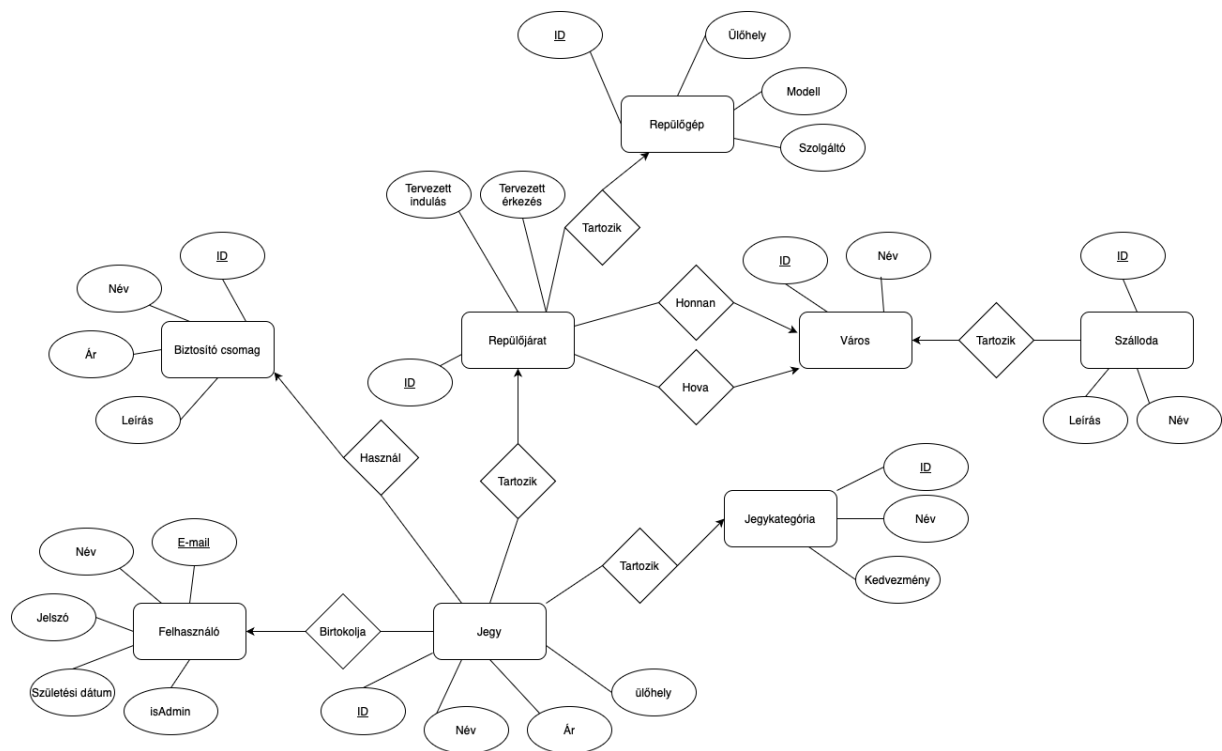 ID
Ülőhely
Modell
Repülőgép
Szolgáltó
Tervezett
indulás
Tervezett
érkezés
Tartozik
ID
Név
ID
ID
Név
Honnan
Ár
Biztosító csomag
Repülőjárat
Város
Tartozik
Szálloda
ID
Hova
Leírás
Leírás
Név
Használ
Tartozik
ID
Jegykategória
Név
Név
E-mail
Tartozik
Kedvezmény
Jelszó
Felhasználó
Birtokolja
Jegy
Születési dátum
isAdmin
ID
Név
Ár
ülőhely